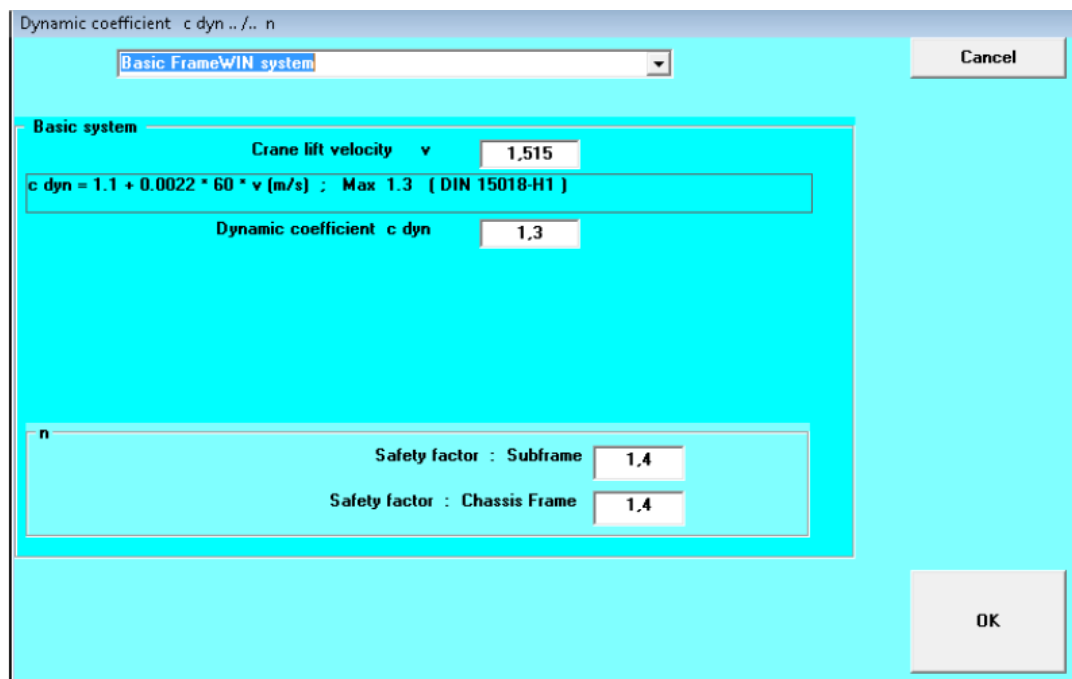 Dynamic coefficient c dyn .. /.. n
Basic FrameWIN system
Cancel
Basic system
Crane lift velocity v 1,515
c dyn = 1.1 + 0.0022 * 60 * v (m/s) ; Max 1.3 ( DIN 15018-H1 )
Dynamic coefficient c dyn 1,3
n
Safety factor : Subframe 1,4
Safety factor : Chassis Frame 1,4
OK